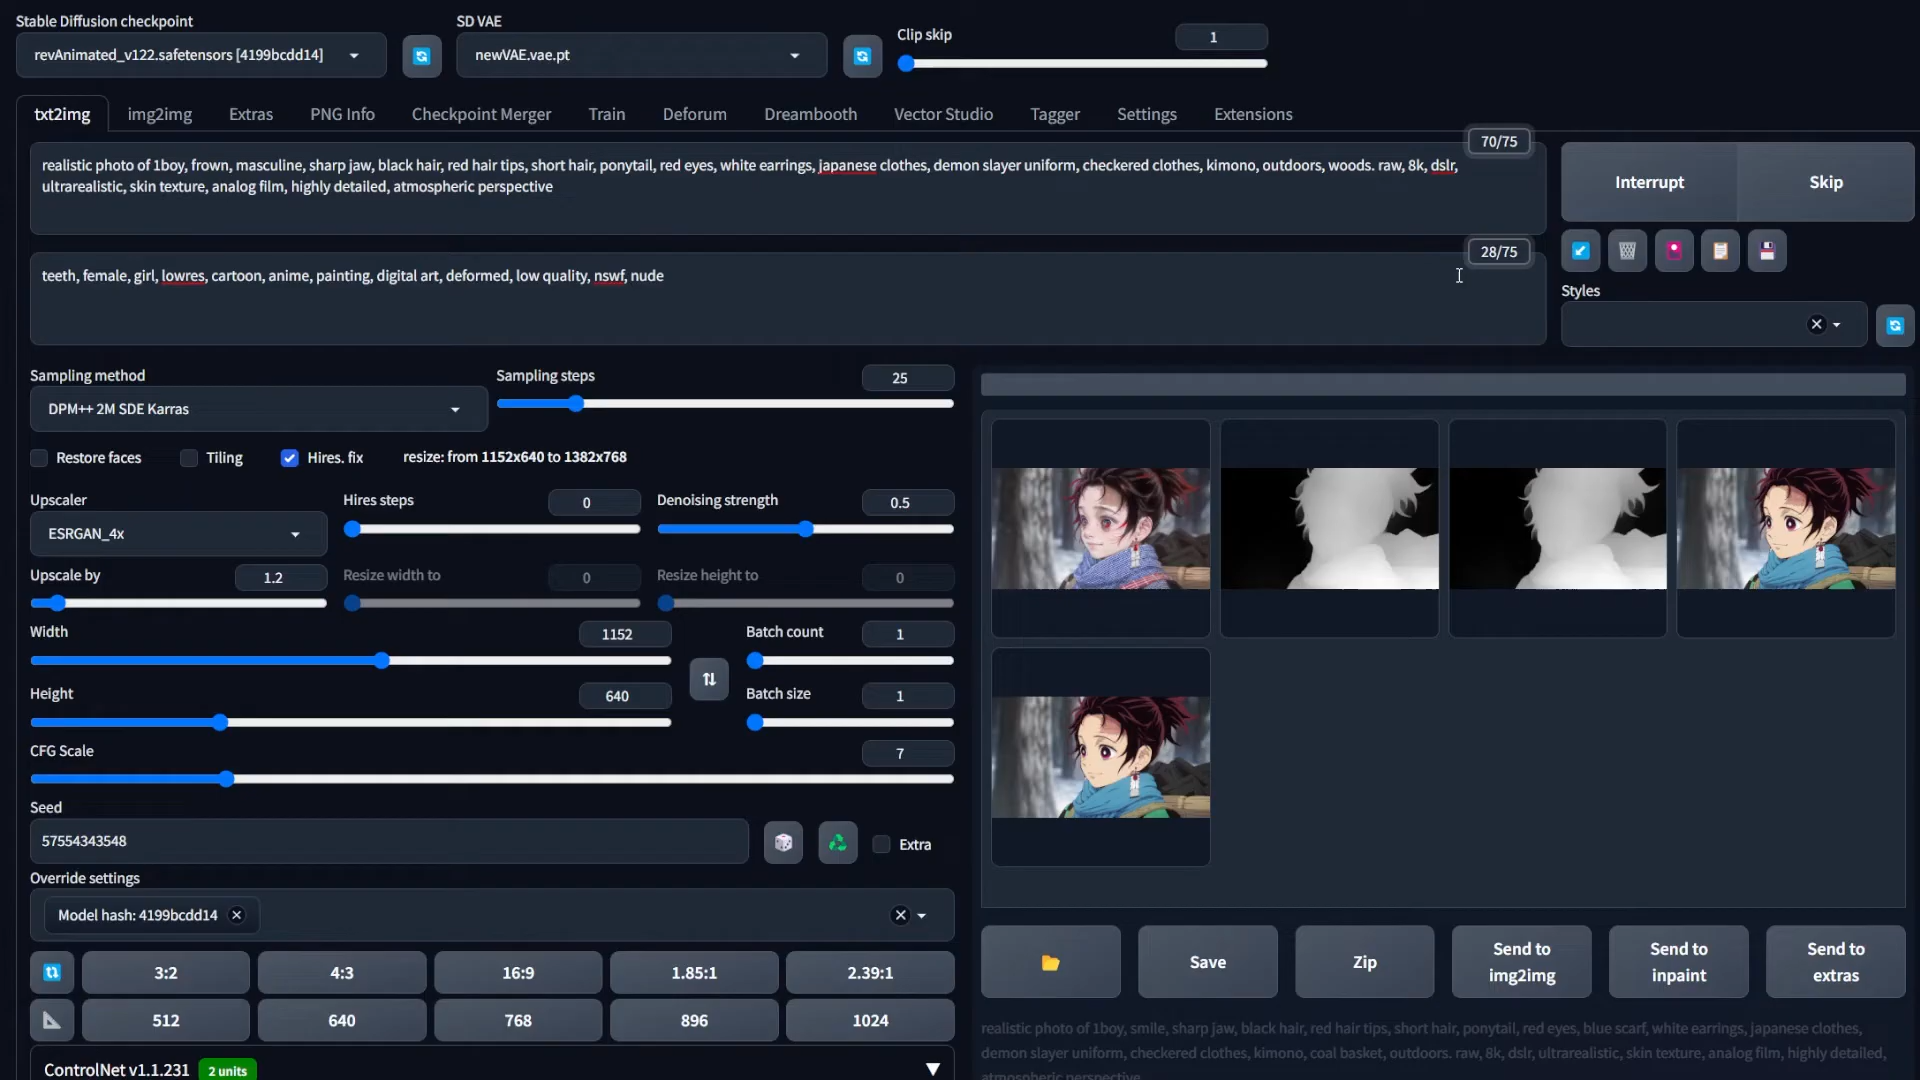 Stable Diffusion checkpoint
SD VAE
Clip skip
1
revAnimated_v122.safetensors [4199bcdd14]
newVAE.vae.pt
txt2img
img2img
Extras
PNG Info
Checkpoint Merger
Train
Deforum
Dreambooth
Vector Studio
Tagger
Settings
Extensions
70/75
realistic photo of 1boy, frown, masculine, sharp jaw, black hair, red hair tips, short hair, ponytail, red eyes, white earrings, japanese clothes, demon slayer uniform, checkered clothes, kimono, outdoors, woods. raw, 8k, dslr,
ultrarealistic, skin texture, analog film, highly detailed, atmospheric perspective
Interrupt
Skip
28/75
teeth, female, girl, lowres, cartoon, anime, painting, digital art, deformed, low quality, nswf, nude
Styles
Sampling method
Sampling steps
25
DPM++ 2M SDE Karras
Restore faces
Tiling
Hires. fix
resize: from 1152x640 to 1382x768
Upscaler
Hires steps
0
Denoising strength
0.5
ESRGAN_4x
Upscale by
1.2
Resize width to
0
Resize height to
0
Width
1152
Batch count
1
Height
640
Batch size
1
CFG Scale
7
Seed
57554343548
Extra
Override settings
Model hash: 4199bcdd14
3:2
4:3
16:9
1.85:1
2.39:1
512
640
768
896
1024
ControlNet v1.1.231
2 units
Save
Zip
Send to
img2img
Send to
inpaint
Send to
extras
realistic photo of 1boy, smile, sharp jaw, black hair, red hair tips, short hair, ponytail, red eyes, blue scarf, white earrings, japanese clothes,
demon slayer uniform, checkered clothes, kimono, coal basket, outdoors. raw, 8k, dslr, ultrarealistic, skin texture, analog film, highly detailed,
atmospheric perspective